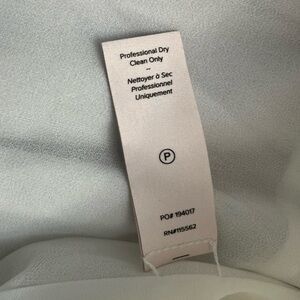 Professional Dry
Clean Only
–
Nettoyer à Sec
Professionnel
Uniquement
P
PO# 194017
RN#115562